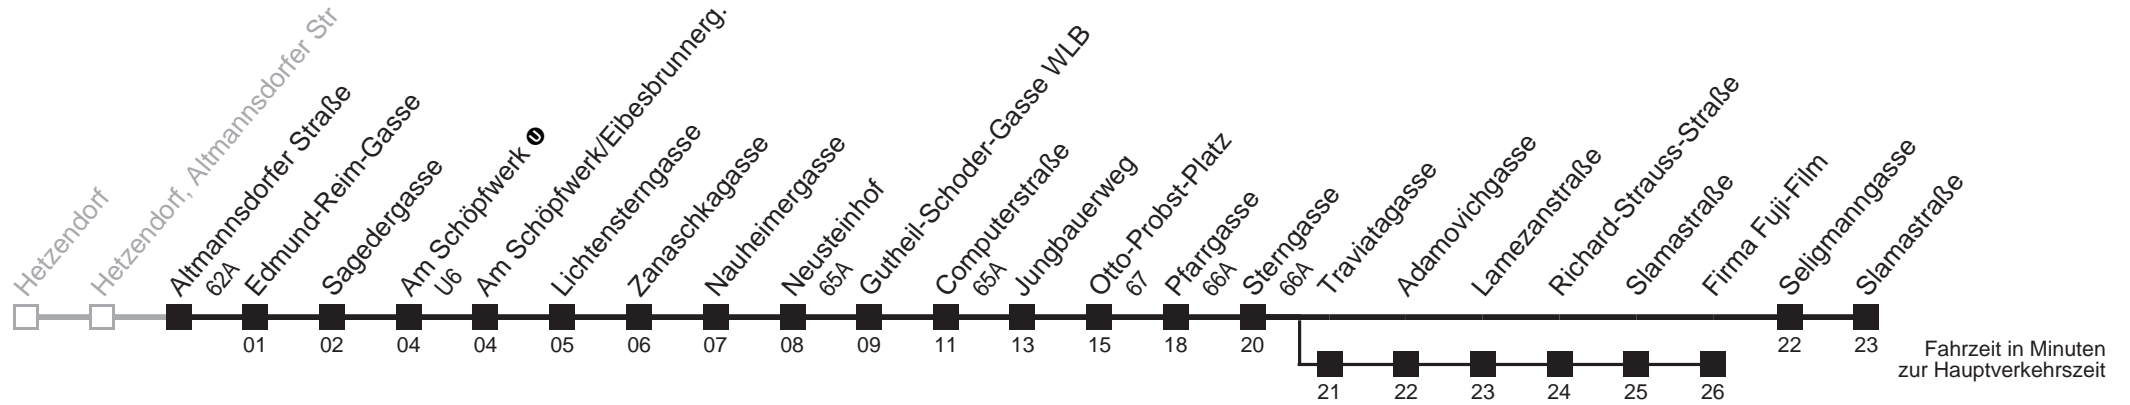 Hetzendorf
Hetzendorf, Altmannsdorfer Str
Altmannsdorfer Straße
62A
Edmund-Reim-Gasse
Sagedergasse
Am Schöpfwerk U
U6
Am Schöpfwerk/Eibesbrunnerg.
Lichtensterngasse
Zanaschkagasse
Nauheimergasse
Neusteinhof
65A
Gutheil-Schoder-Gasse WLB
Computerstraße
65A
Jungbauerweg
Otto-Probst-Platz
67
Pfarrgasse
66A
Sterngasse
66A
Traviatagasse
Adamovichgasse
Lamezanstraße
Richard-Strauss-Straße
Slamastraße
Firma Fuji-Film
Seligmanngasse
Slamastraße
01 02 04 04 05 06 07 08 09 11 13 15 18 20 22 23
21 22 23 24 25 26
Fahrzeit in Minuten
zur Hauptverkehrszeit